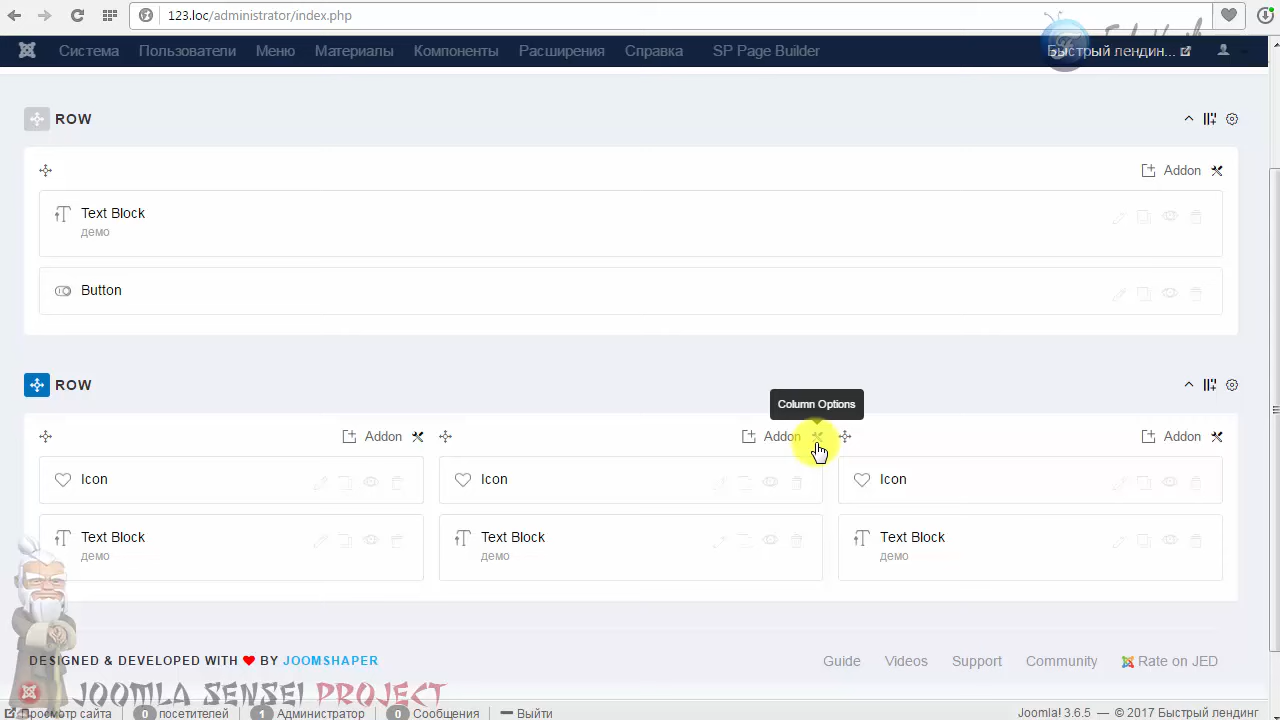 123.loc/administrator/index.php
Система Пользователи Меню Материалы Компоненты Расширения Справка SP Page Builder Быстрый лендин...
ROW
Addon
Text Block
демо
Button
ROW
Column Options
Addon Addon Addon
Icon Icon Icon
Text Block Text Block Text Block
демо демо демо
DESIGNED & DEVELOPED WITH BY JOOMSHAPER
Guide Videos Support Community Rate on JED
JOOMLA SENSEI PROJECT
Просмотр сайта 0 посетителей 1 Администратор 0 Сообщения Выйти
Joomla! 3.6.5 — © 2017 Быстрый лендинг